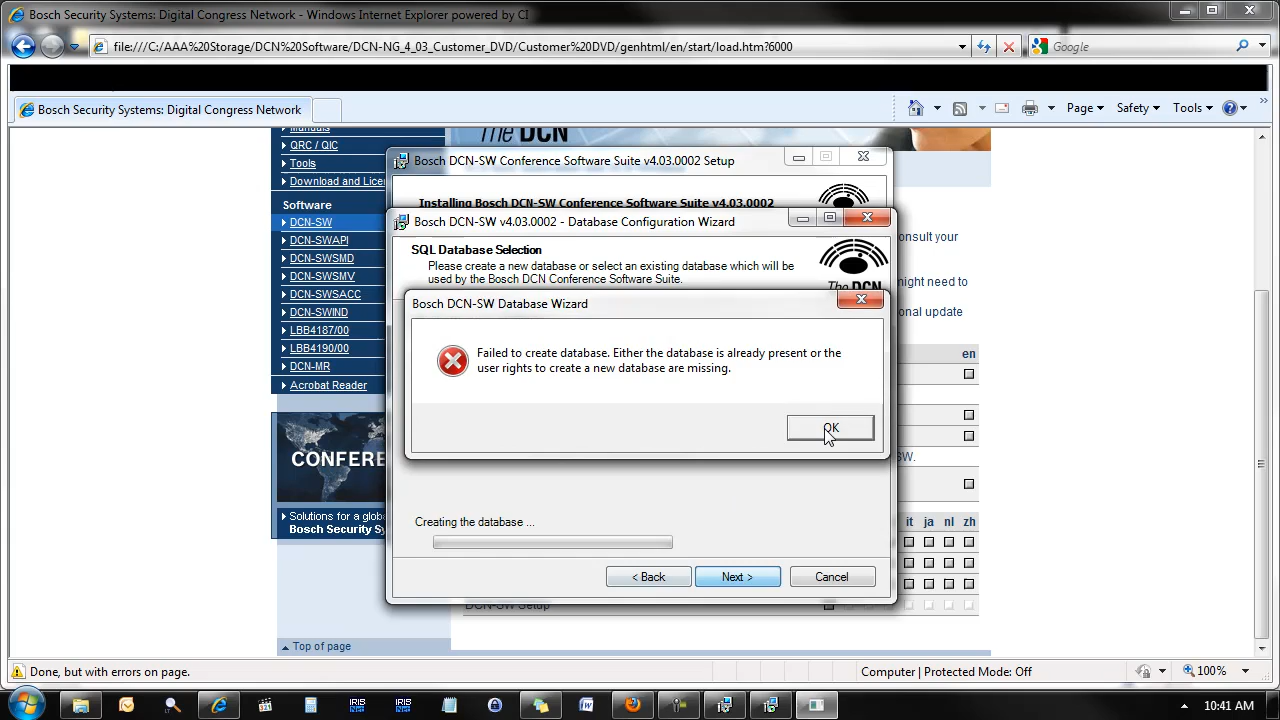 Bosch Security Systems: Digital Congress Network - Windows Internet Explorer powered by CI
file:///C:/AAA%20Storage/DCN%20Software/DCN-NG_4_03_Customer_DVD/Customer%20DVD/genhtml/en/start/load.htm?6000
Google
Bosch Security Systems: Digital Congress Network
Page
Safety
Tools
Manuals
QRC / QIC
Tools
Download and Lice
Software
DCN-SW
DCN-SWAPI
DCN-SWSMD
DCN-SWSMV
DCN-SWSACC
DCN-SWIND
LBB4187/00
LBB4190/00
DCN-MR
Acrobat Reader
CONFERE
Solutions for a globa
Bosch Security Sy
Top of page
The DCN
Bosch DCN-SW Conference Software Suite v4.03.0002 Setup
Installing Bosch DCN-SW Conference Software Suite v4.03.0002
Bosch DCN-SW v4.03.0002 - Database Configuration Wizard
SQL Database Selection
Please create a new database or select an existing database which will be
used by the Bosch DCN Conference Software Suite.
The DCN
Bosch DCN-SW Database Wizard
Failed to create database. Either the database is already present or the
user rights to create a new database are missing.
OK
Creating the database ...
< Back
Next >
Cancel
onsult your
might need to
onal update
en
SW.
it ja nl zh
DCN-SW Setup
Done, but with errors on page.
Computer | Protected Mode: Off
100%
IRIS
IRIS
10:41 AM